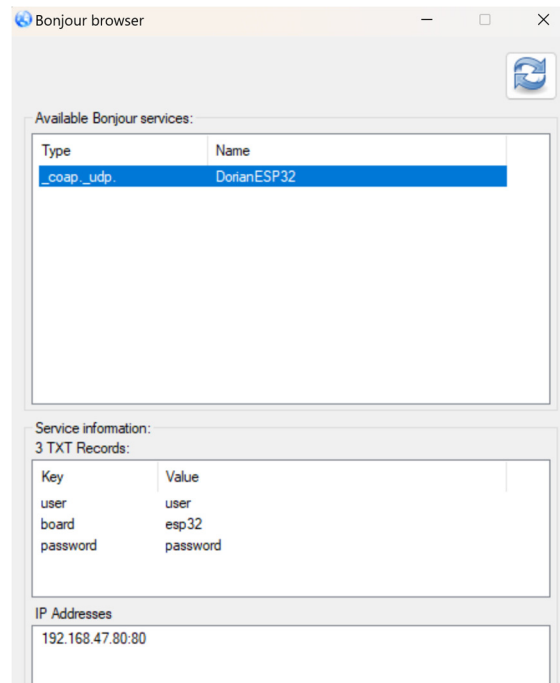 Bonjour browser
Available Bonjour services:
Type Name
_coap._udp. DorianESP32
Service information:
3 TXT Records:
Key Value
user user
board esp32
password password
IP Addresses
192.168.47.80:80